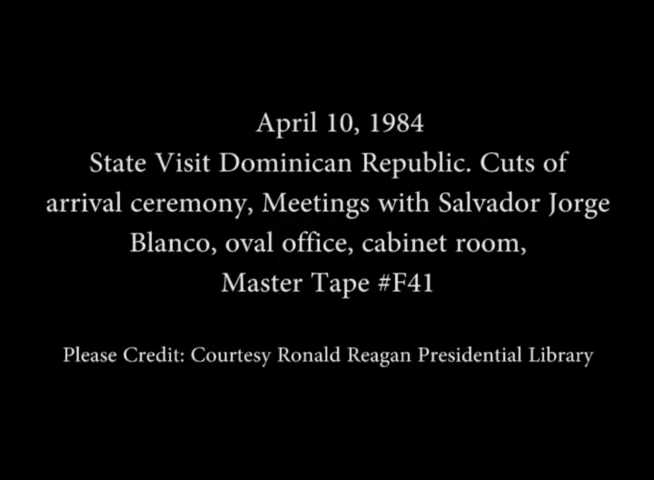 April 10, 1984
State Visit Dominican Republic. Cuts of
arrival ceremony, Meetings with Salvador Jorge
Blanco, oval office, cabinet room,
Master Tape #F41
Please Credit: Courtesy Ronald Reagan Presidential Library